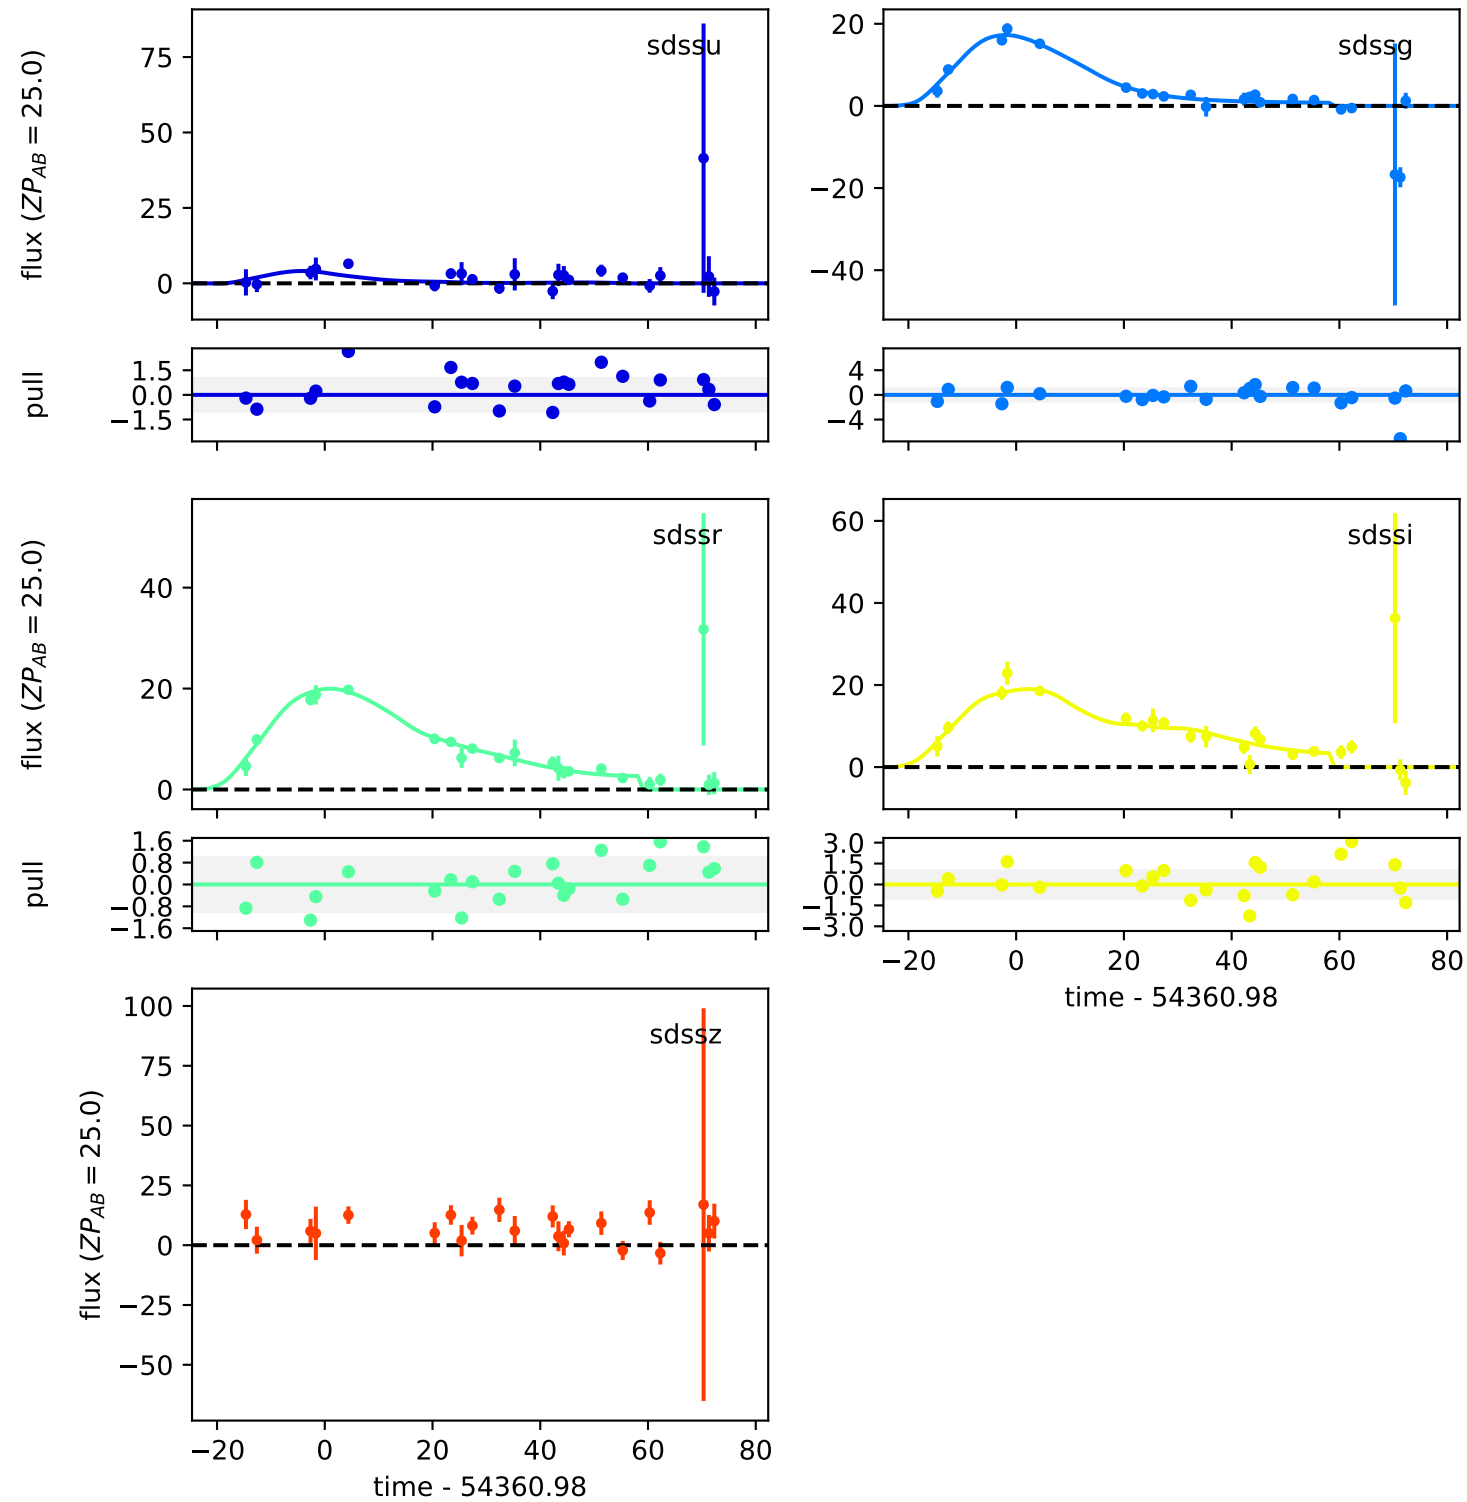 flux (ZP_AB = 25.0)
75
50
25
0
sdssu
20
0
−20
−40
sdssg
pull
1.5
0.0
−1.5
4
0
−4
flux (ZP_AB = 25.0)
40
20
0
sdssr
60
40
20
0
sdssi
pull
1.6
0.8
0.0
−0.8
−1.6
3.0
1.5
0.0
−1.5
−3.0
−20 0 20 40 60 80
time - 54360.98
flux (ZP_AB = 25.0)
100
75
50
25
0
−25
−50
sdssz
−20 0 20 40 60 80
time - 54360.98